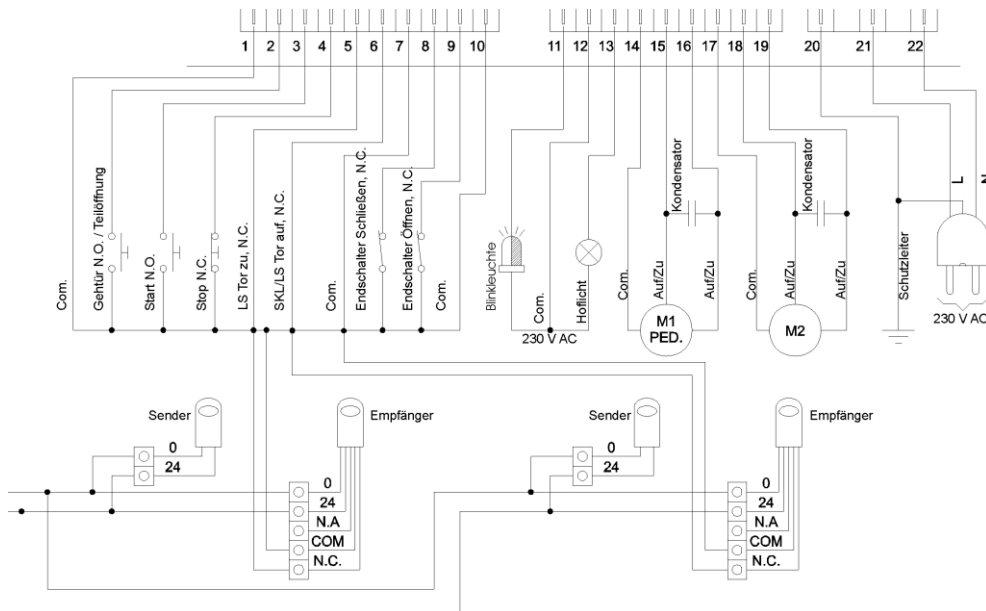 1 2 3 4 5 6 7 8 9 10 11 12 13 14 15 16 17 18 19 20 21 22
Com.
Gehtür N.O. / Teilöffnung
Start N.O.
Stop N.C.
LS Tor zu, N.C.
SKL/LS Tor auf, N.C.
Com.
Endschalter Schließen, N.C.
Endschalter Öffnen, N.C.
Com.
Blinkleuchte
Com.
Hoflicht
230 V AC
Com.
Auf/Zu
Kondensator
Auf/Zu
M1
PED.
Com.
Auf/Zu
Kondensator
Auf/Zu
M2
Schutzleiter
L
N
230 V AC
Sender
0
24
Empfänger
0
24
N.A
COM
N.C.
Sender
0
24
Empfänger
0
24
N.A
COM
N.C.